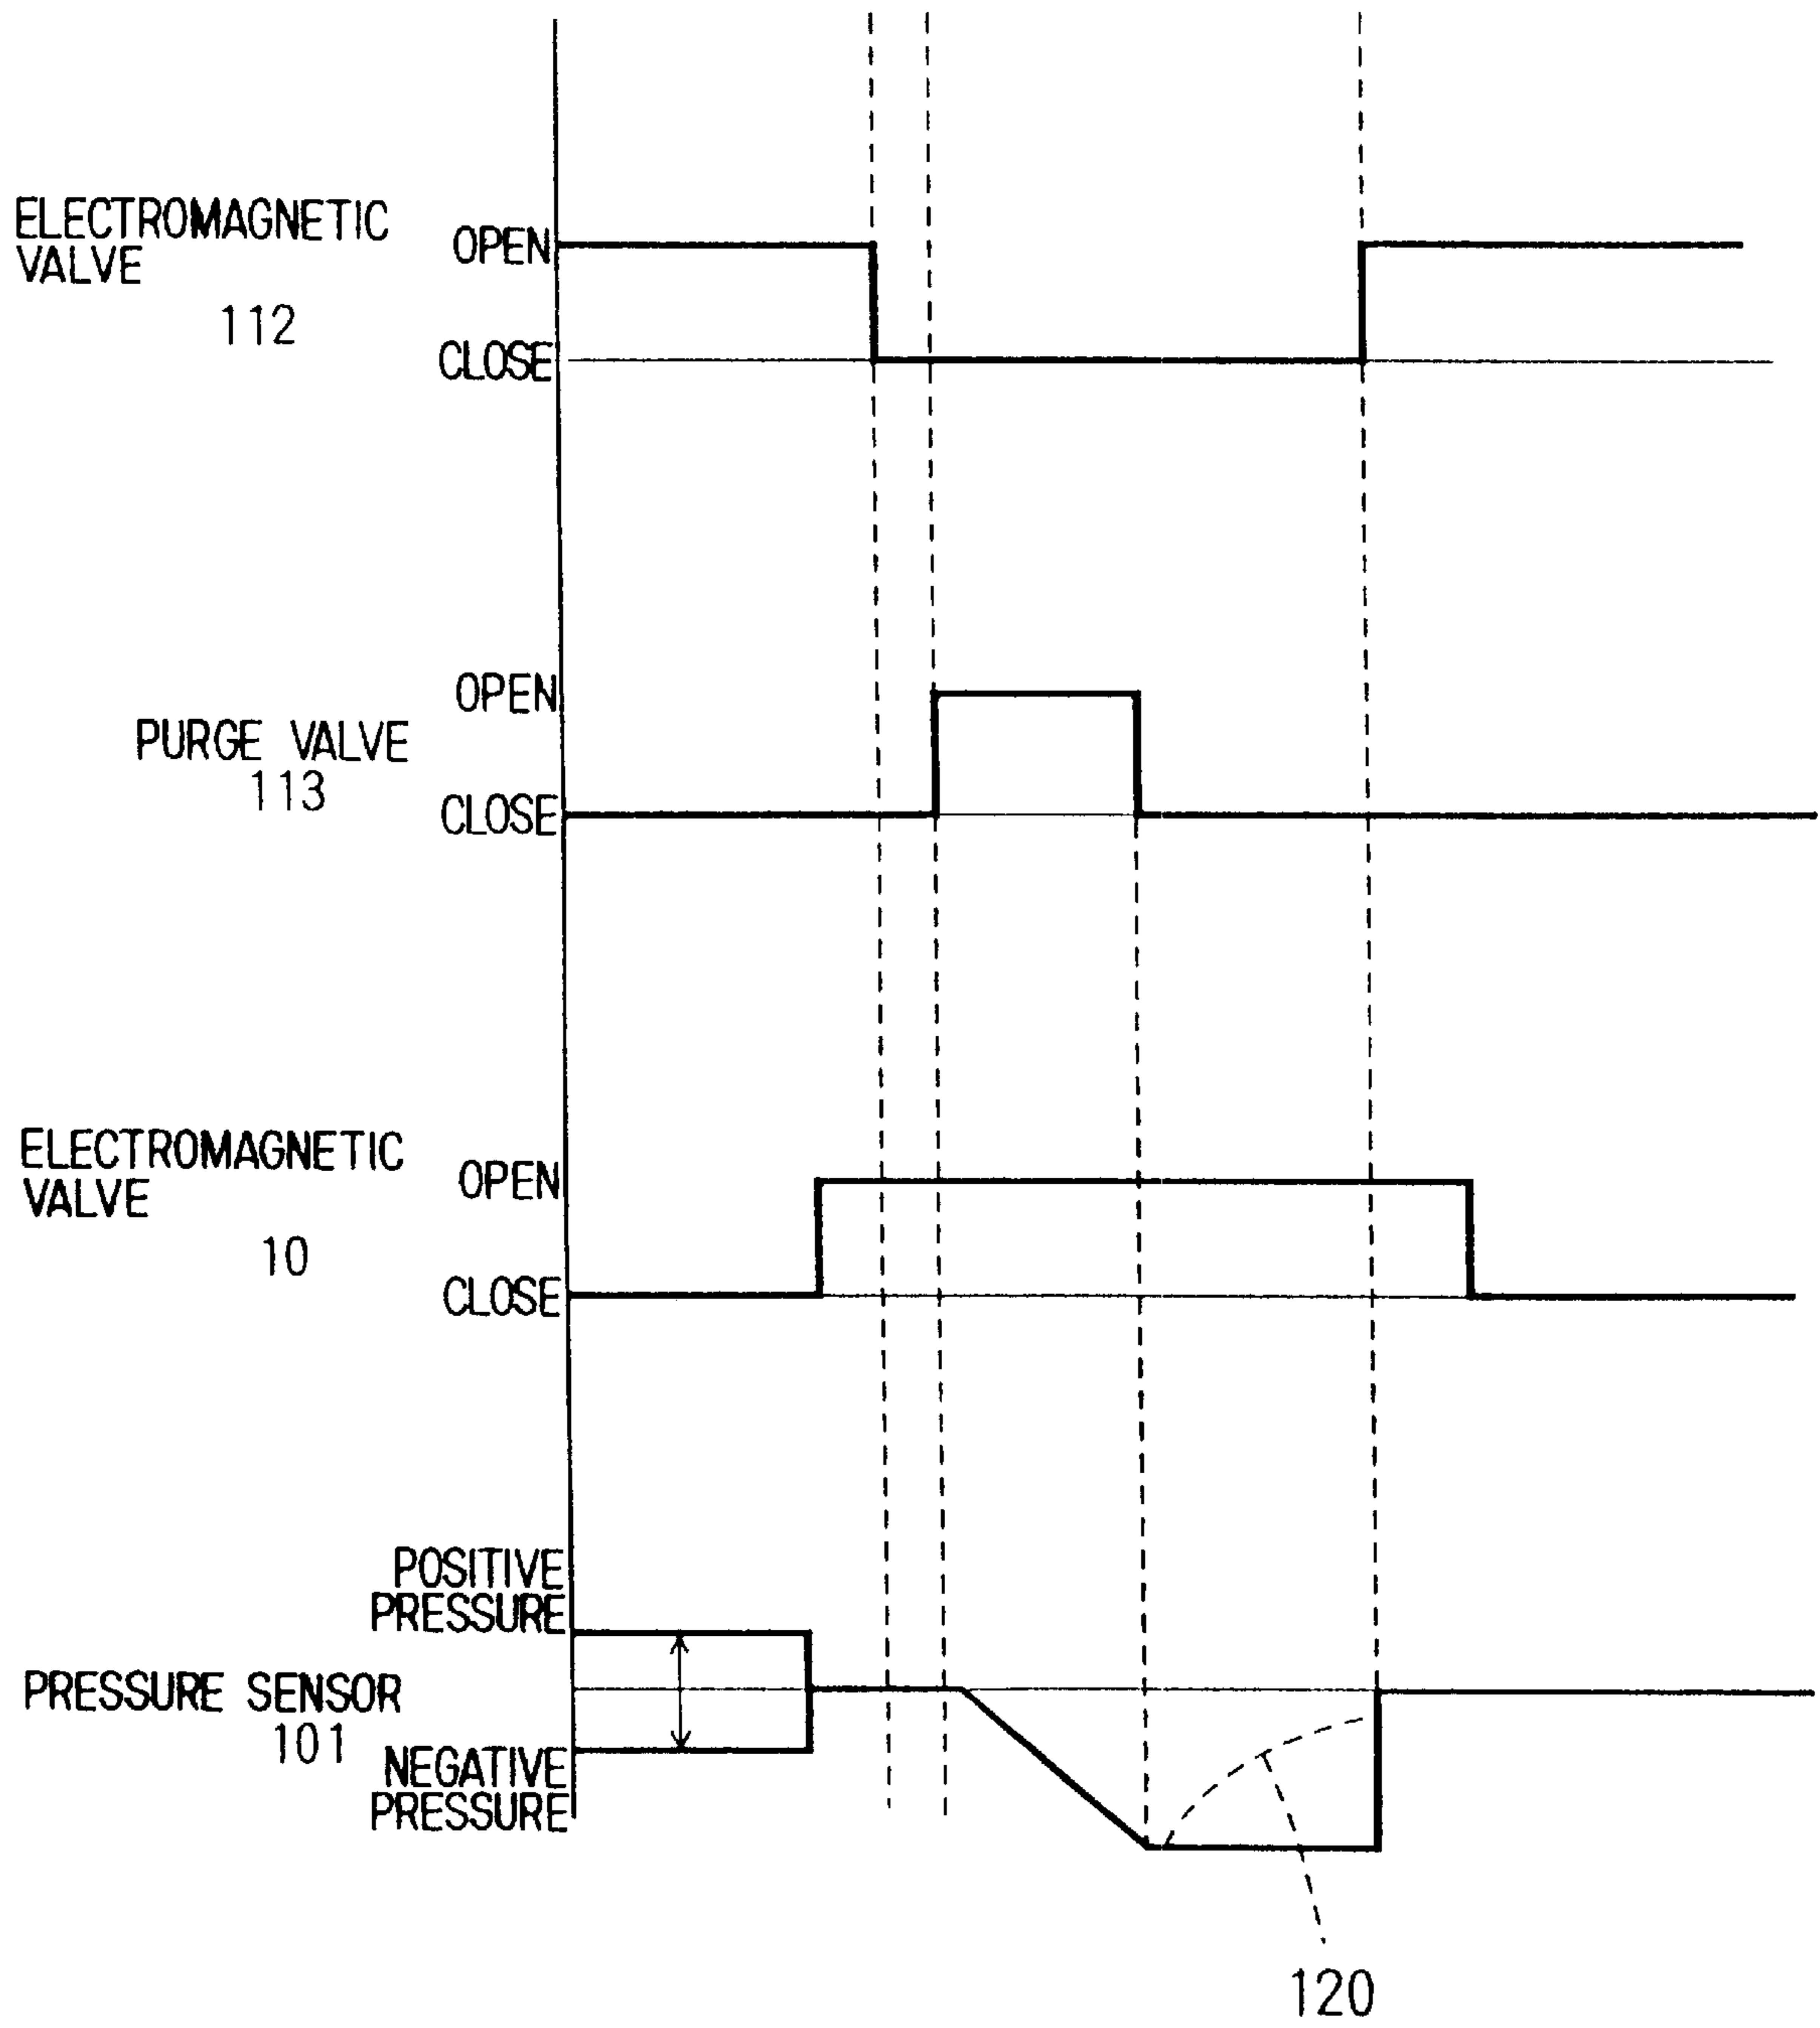 ELECTROMAGNETIC
VALVE
112
OPEN
CLOSE
PURGE VALVE
113
OPEN
CLOSE
ELECTROMAGNETIC
VALVE
10
OPEN
CLOSE
POSITIVE
PRESSURE
PRESSURE SENSOR
101
NEGATIVE
PRESSURE
120